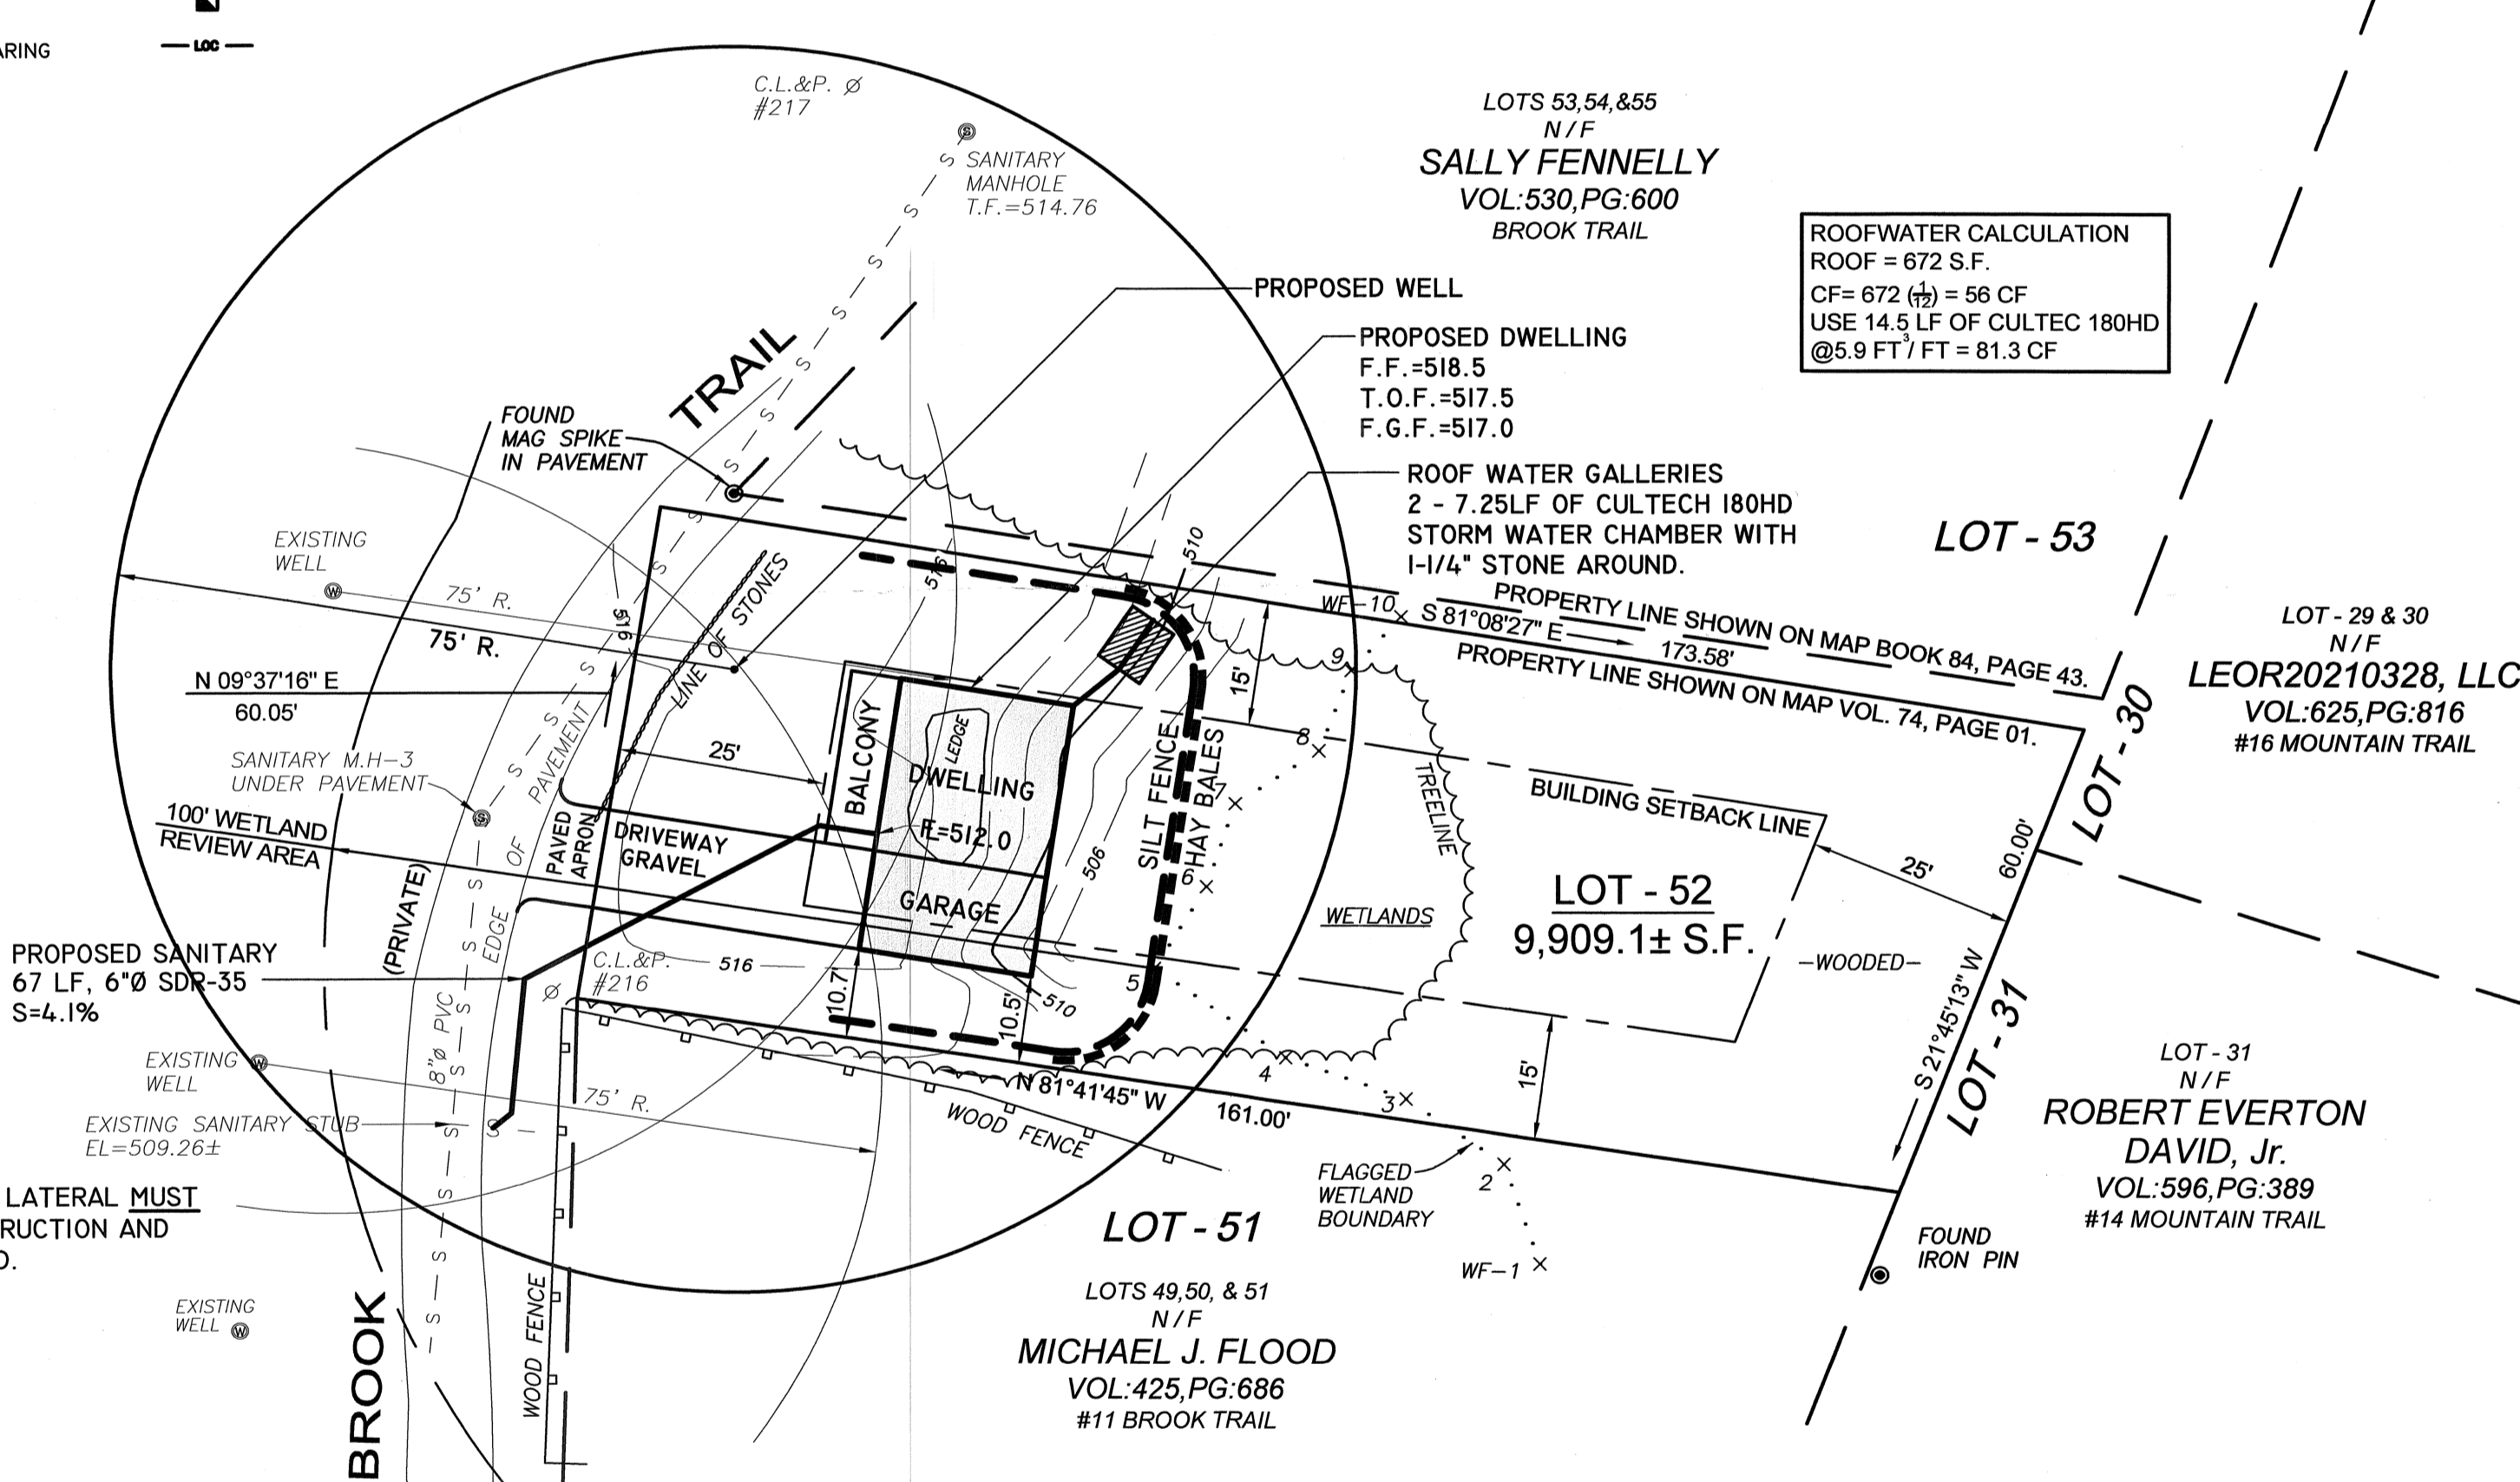 ARING
LOC
C.L.&P. Ø
#217
S SANITARY
MANHOLE
T.F.=514.76
LOTS 53,54,&55
N/F
SALLY FENNELLY
VOL:530,PG:600
BROOK TRAIL
ROOFWATER CALCULATION
ROOF = 672 S.F.
CF= 672 (1/12) = 56 CF
USE 14.5 LF OF CULTEC 180HD
@5.9 FT³/ FT = 81.3 CF
PROPOSED WELL
PROPOSED DWELLING
F.F.=518.5
T.O.F.=517.5
F.G.F.=517.0
ROOF WATER GALLERIES
2 - 7.25LF OF CULTECH 180HD
STORM WATER CHAMBER WITH
1-1/4" STONE AROUND.
TRAIL
FOUND
MAG SPIKE
IN PAVEMENT
LOT - 53
EXISTING
WELL
W
75' R.
75' R.
516
LINE OF STONES
516
510
WF-10
S 81°08'27" E
173.58'
PROPERTY LINE SHOWN ON MAP BOOK 84, PAGE 43.
PROPERTY LINE SHOWN ON MAP VOL. 74, PAGE 01.
LOT - 29 & 30
N/F
LEOR20210328, LLC
VOL:625,PG:816
#16 MOUNTAIN TRAIL
N 09°37'16" E
60.05'
SANITARY M.H-3
UNDER PAVEMENT
S
100' WETLAND
REVIEW AREA
EDGE OF PAVEMENT
PAVED
APRON
25'
BALCONY
LEDGE
DWELLING
FL=512.0
GARAGE
DRIVEWAY
GRAVEL
506
SILT FENCE
HAY BALES
15'
9
8
7
6
5
4
3
2
WF-1
TREELINE
WETLANDS
BUILDING SETBACK LINE
LOT - 30
25'
60.00'
LOT - 52
9,909.1± S.F.
WOODED
S 21°45'13" W
LOT - 31
(PRIVATE)
PROPOSED SANITARY
67 LF, 6"Ø SDR-35
S=4.1%
C.L.&P.
#216
Ø
516
10.7'
10.5'
510
8"Ø PVC
EXISTING
WELL
W
EXISTING SANITARY STUB
EL=509.26±
75' R.
N 81°41'45" W
161.00'
WOOD FENCE
15'
FLAGGED
WETLAND
BOUNDARY
LOT - 31
N/F
ROBERT EVERTON
DAVID, Jr.
VOL:596,PG:389
#14 MOUNTAIN TRAIL
FOUND
IRON PIN
LATERAL MUST
RUCTION AND
O.
EXISTING
WELL
W
BROOK
WOOD FENCE
LOT - 51
LOTS 49,50, & 51
N/F
MICHAEL J. FLOOD
VOL:425,PG:686
#11 BROOK TRAIL